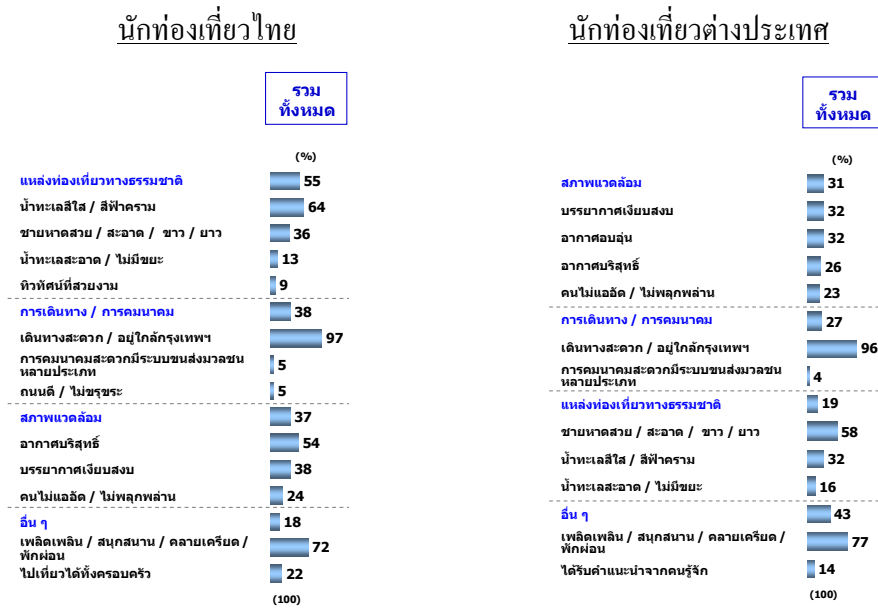 นักท่องเที่ยวไทย
รวม
ทั้งหมด
(%)
แหล่งท่องเที่ยวทางธรรมชาติ 55
น้ำทะเลสีใส / สีฟ้าคราม 64
ชายหาดสวย / สะอาด / ขาว / ยาว 36
น้ำทะเลสะอาด / ไม่มีขยะ 13
ทิวทัศน์ที่สวยงาม 9
การเดินทาง / การคมนาคม 38
เดินทางสะดวก / อยู่ใกล้กรุงเทพฯ 97
การคมนาคมสะดวกมีระบบขนส่งมวลชน
หลายประเภท 5
ถนนดี / ไม่ขรุขระ 5
สภาพแวดล้อม 37
อากาศบริสุทธิ์ 54
บรรยากาศเงียบสงบ 38
คนไม่แออัด / ไม่พลุกพล่าน 24
อื่น ๆ 18
เพลิดเพลิน / สนุกสนาน / คลายเครียด /
พักผ่อน 72
ไปเที่ยวได้ทั้งครอบครัว 22
(100)
นักท่องเที่ยวต่างประเทศ
รวม
ทั้งหมด
(%)
สภาพแวดล้อม 31
บรรยากาศเงียบสงบ 32
อากาศอบอุ่น 32
อากาศบริสุทธิ์ 26
คนไม่แออัด / ไม่พลุกพล่าน 23
การเดินทาง / การคมนาคม 27
เดินทางสะดวก / อยู่ใกล้กรุงเทพฯ 96
การคมนาคมสะดวกมีระบบขนส่งมวลชน
หลายประเภท 4
แหล่งท่องเที่ยวทางธรรมชาติ 19
ชายหาดสวย / สะอาด / ขาว / ยาว 58
น้ำทะเลสีใส / สีฟ้าคราม 32
น้ำทะเลสะอาด / ไม่มีขยะ 16
อื่น ๆ 43
เพลิดเพลิน / สนุกสนาน / คลายเครียด /
พักผ่อน 77
ได้รับคำแนะนำจากคนรู้จัก 14
(100)